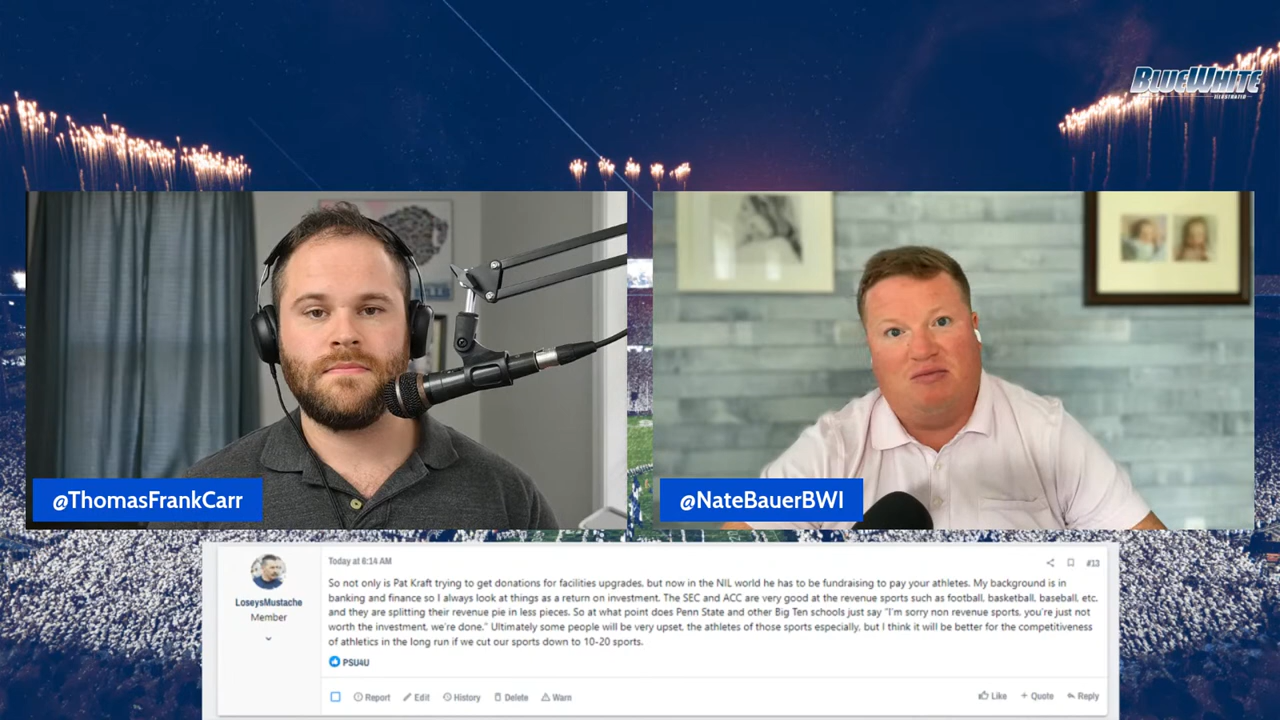 BLUEWHITE
ILLUSTRATED
@ThomasFrankCarr
@NateBauerBWI
LoseysMustache
Member
Today at 6:14 AM
#13
So not only is Pat Kraft trying to get donations for facilities upgrades, but now in the NIL world he has to be fundraising to pay your athletes. My background is in
banking and finance so I always look at things as a return on investment. The SEC and ACC are very good at the revenue sports such as football, basketball, baseball, etc.
and they are splitting their revenue pie in less pieces. So at what point does Penn State and other Big Ten schools just say "I'm sorry non revenue sports, you're just not
worth the investment, we're done." Ultimately some people will be very upset, the athletes of those sports especially, but I think it will be better for the competitiveness
of athletics in the long run if we cut our sports down to 10-20 sports.
PSU4U
Report Edit History Delete Warn
Like + Quote Reply